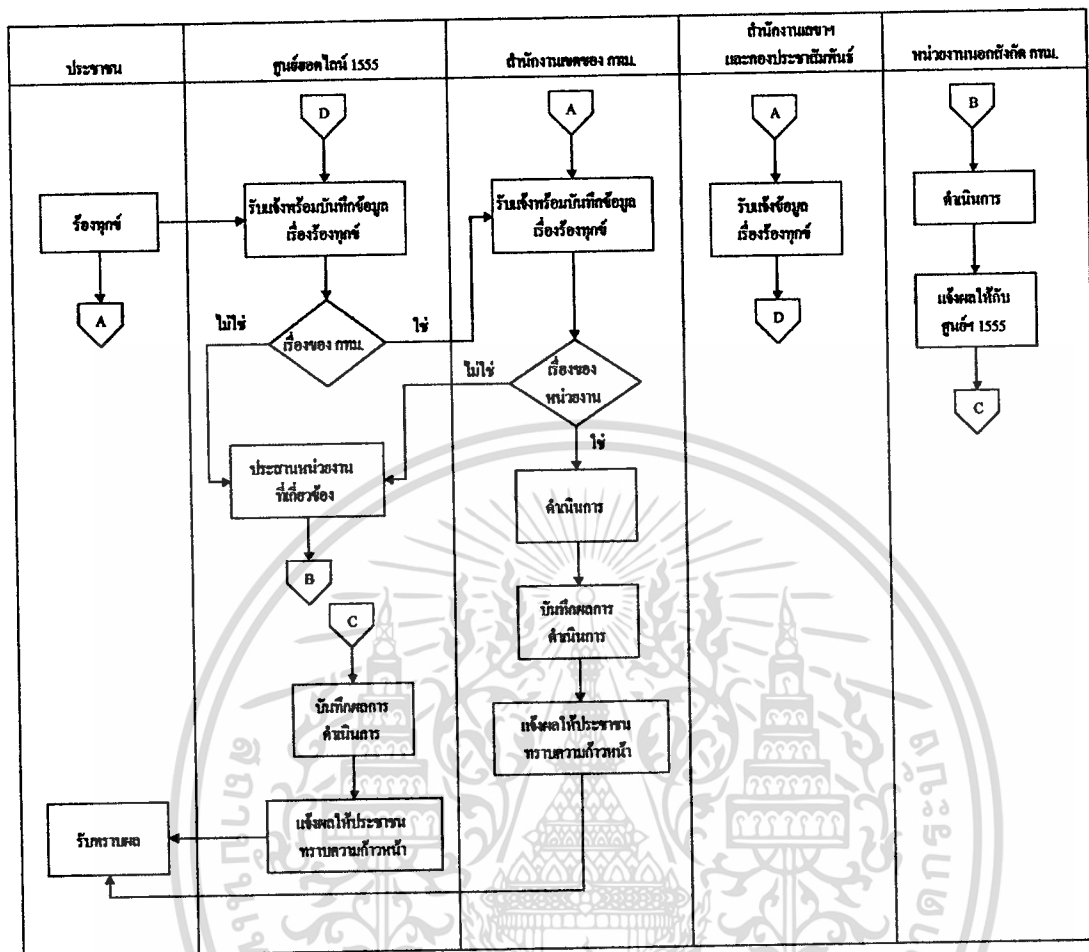 ประชาชน
ศูนย์ฮอตไลน์ 1555
สำนักงานเขตของ กทม.
สำนักงานเลขาฯ
และกองประชาสัมพันธ์
หน่วยงานนอกสังกัด กทม.
ร้องทุกข์
A
D
รับแจ้งพร้อมบันทึกข้อมูล
เรื่องร้องทุกข์
ไม่ใช่
เรื่องของ กทม.
ใช่
ประสานหน่วยงาน
ที่เกี่ยวข้อง
B
C
บันทึกผลการ
ดำเนินการ
แจ้งผลให้ประชาชน
ทราบความก้าวหน้า
รับทราบผล
A
รับแจ้งพร้อมบันทึกข้อมูล
เรื่องร้องทุกข์
ไม่ใช่
เรื่องของ
หน่วยงาน
ใช่
ดำเนินการ
บันทึกผลการ
ดำเนินการ
แจ้งผลให้ประชาชน
ทราบความก้าวหน้า
A
รับแจ้งข้อมูล
เรื่องร้องทุกข์
D
B
ดำเนินการ
แจ้งผลให้กับ
ศูนย์ฯ 1555
C